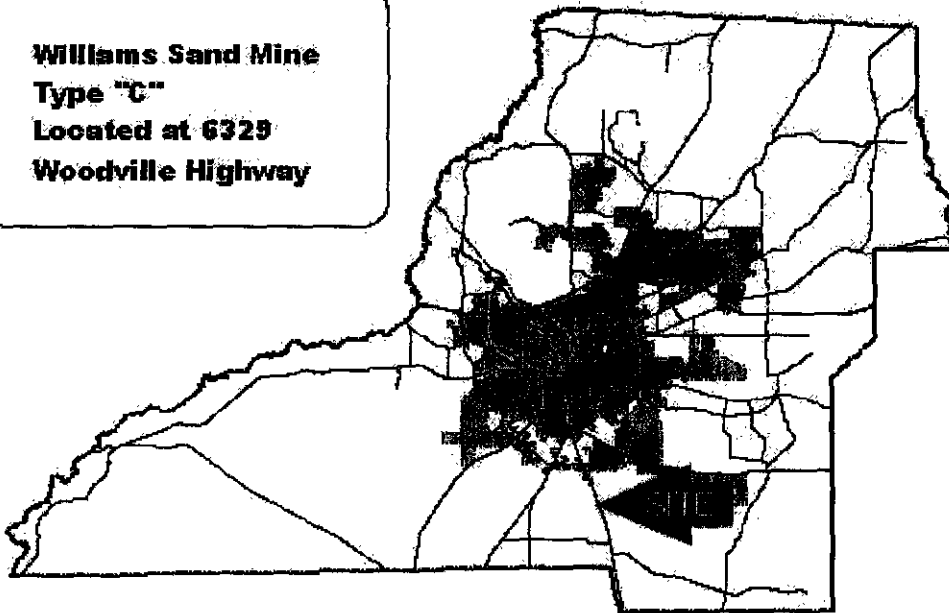 Williams Sand Mine
Type "C"
Located at 6329
Woodville Highway